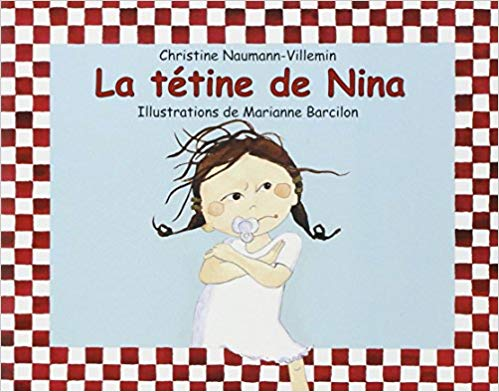 Christine Naumann-Villemin
La tétine de Nina
Illustrations de Marianne Barcilon